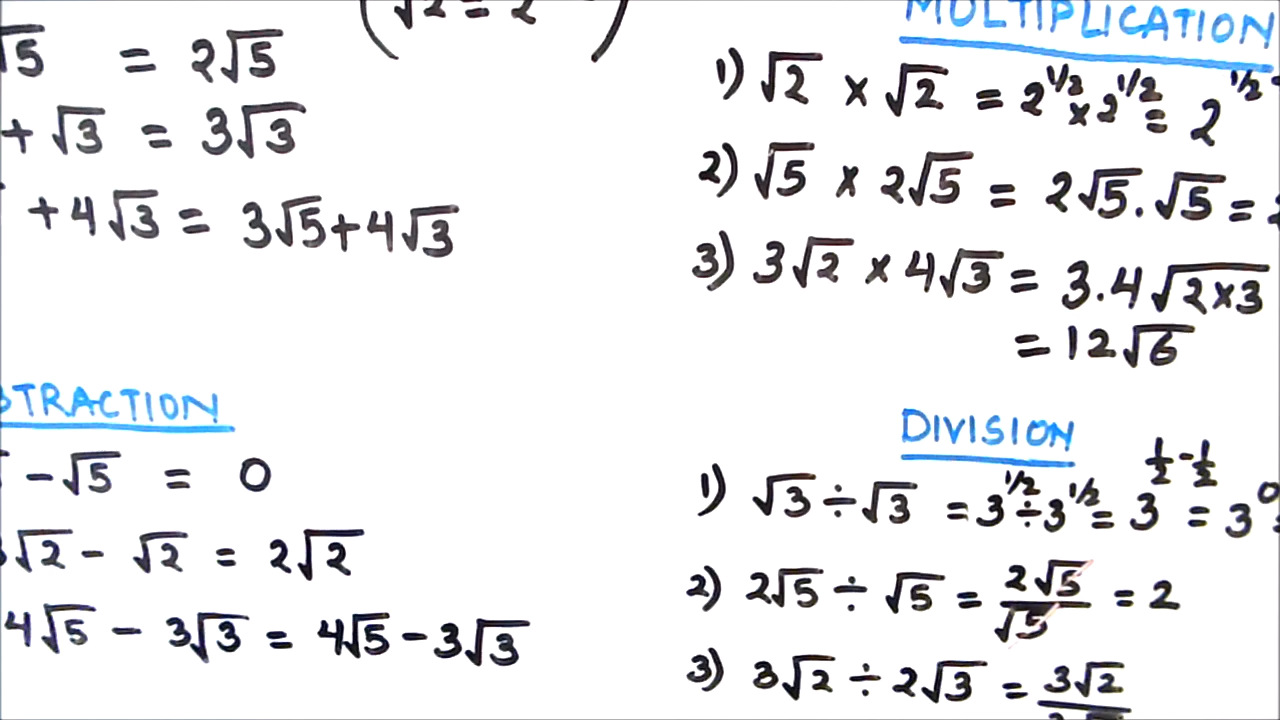 √2 = 2
√5 = 2√5
+ √3 = 3√3
+ 4√3 = 3√5 + 4√3
TRACTION
- √5 = 0
√2 - √2 = 2√2
4√5 - 3√3 = 4√5 - 3√3
MULTIPLICATION
1) √2 × √2 = 2^1/2 × 2^1/2 = 2^1/2
2) √5 × 2√5 = 2√5.√5 =
3) 3√2 × 4√3 = 3.4√2×3
= 12√6
DIVISION
1) √3 ÷ √3 = 3^1/2 ÷ 3^1/2 = 3^1/2 - 1/2 = 3^0
2) 2√5 ÷ √5 = 2√5/√5 = 2
3) 3√2 ÷ 2√3 = 3√2